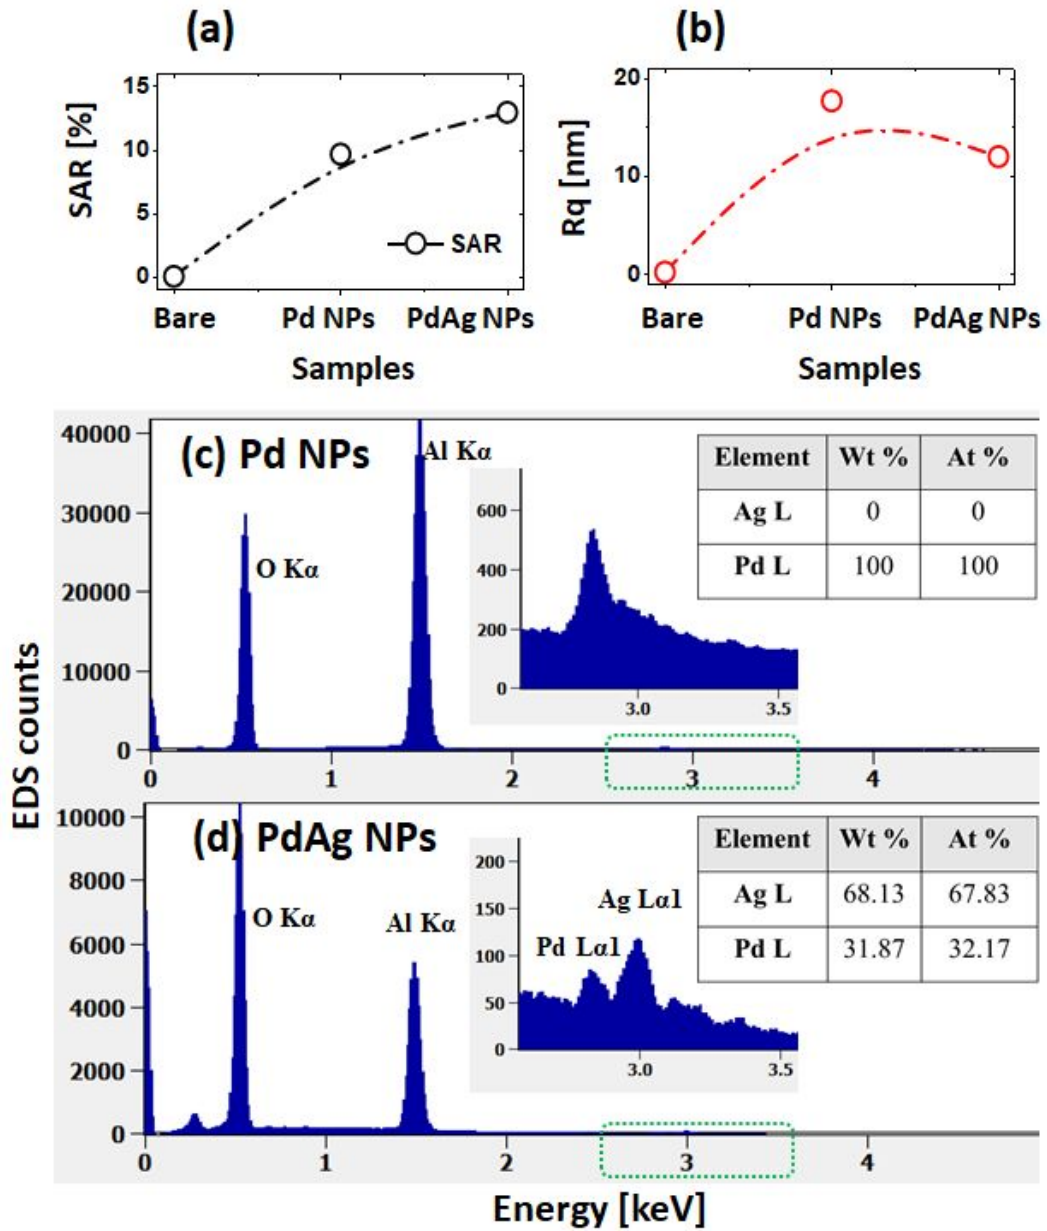 (a)
15
10
5
0
SAR [%]
SAR
Bare Pd NPs PdAg NPs
Samples
(b)
20
10
0
Rq [nm]
Bare Pd NPs PdAg NPs
Samples
EDS counts
(c) Pd NPs
40000
30000
20000
10000
0
O Kα
Al Kα
600
400
200
0
3.0 3.5
Element Wt % At %
Ag L 0 0
Pd L 100 100
0 1 2 3 4
(d) PdAg NPs
10000
8000
6000
4000
2000
0
O Kα
Al Kα
200
150
100
50
0
Pd Lα1
Ag Lα1
3.0 3.5
Element Wt % At %
Ag L 68.13 67.83
Pd L 31.87 32.17
0 1 2 3 4
Energy [keV]